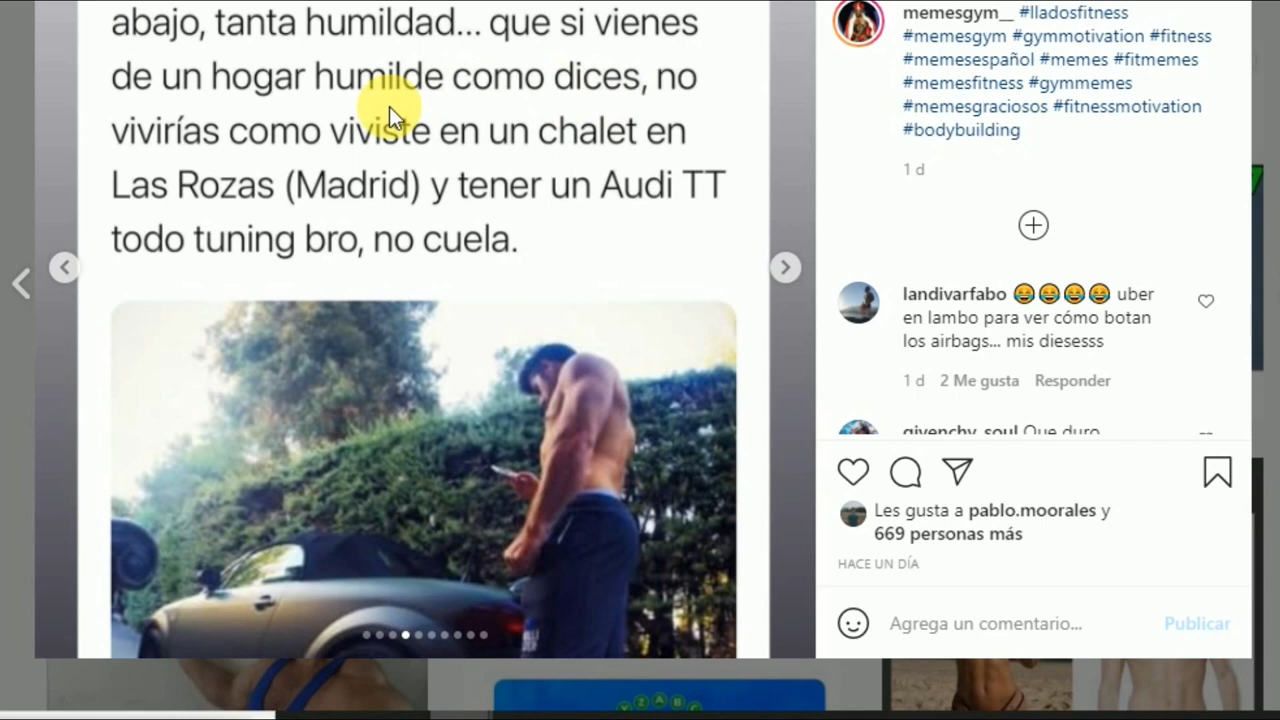 abajo, tanta humildad... que si vienes
de un hogar humilde como dices, no
vivirías como viviste en un chalet en
Las Rozas (Madrid) y tener un Audi TT
todo tuning bro, no cuela.
memesgym__ #lladosfitness
#memesgym #gymmotivation #fitness
#memesespañol #memes #fitmemes
#memesfitness #gymmemes
#memesgraciosos #fitnessmotivation
#bodybuilding
1 d
landivarfabo 😂😂😂😂 uber
en lambo para ver cómo botan
los airbags... mis diesesss
1 d 2 Me gusta Responder
givenchy_soul Que duro
Les gusta a pablo.moorales y
669 personas más
HACE UN DÍA
Agrega un comentario...
Publicar
Y Z A B C